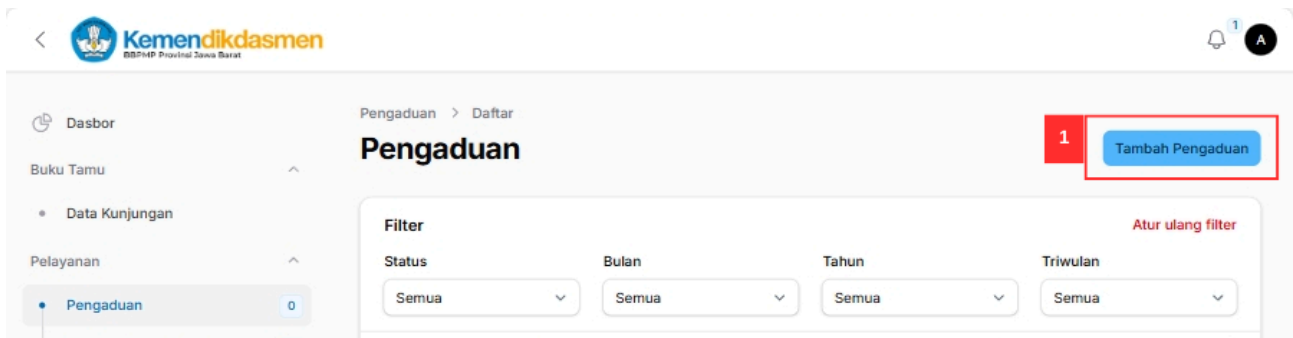 Kemendikdasmen
BBPMP Provinsi Jawa Barat
1
A
Dasbor
Buku Tamu
Data Kunjungan
Pelayanan
Pengaduan
0
Pengaduan > Daftar
Pengaduan
1
Tambah Pengaduan
Filter
Atur ulang filter
Status
Bulan
Tahun
Triwulan
Semua
Semua
Semua
Semua